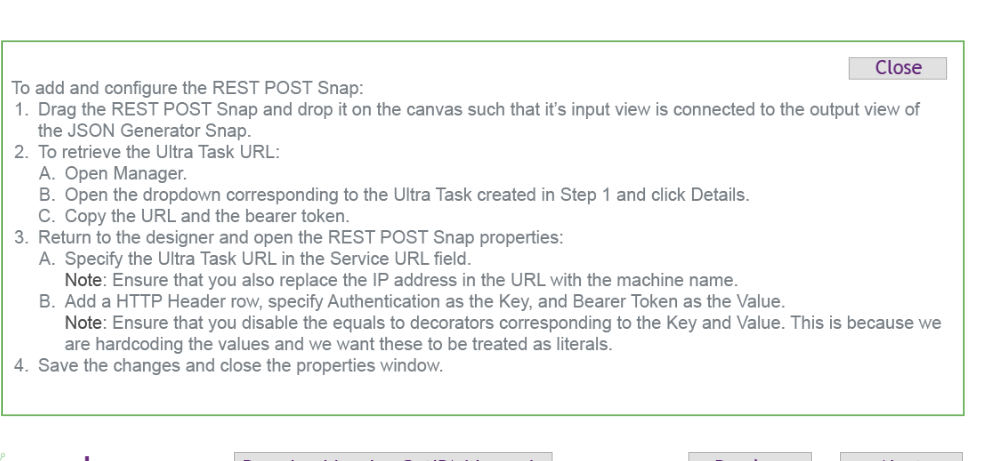 Close
To add and configure the REST POST Snap:
1. Drag the REST POST Snap and drop it on the canvas such that it's input view is connected to the output view of
the JSON Generator Snap.
2. To retrieve the Ultra Task URL:
A. Open Manager.
B. Open the dropdown corresponding to the Ultra Task created in Step 1 and click Details.
C. Copy the URL and the bearer token.
3. Return to the designer and open the REST POST Snap properties:
A. Specify the Ultra Task URL in the Service URL field.
Note: Ensure that you also replace the IP address in the URL with the machine name.
B. Add a HTTP Header row, specify Authentication as the Key, and Bearer Token as the Value.
Note: Ensure that you disable the equals to decorators corresponding to the Key and Value. This is because we
are hardcoding the values and we want these to be treated as literals.
4. Save the changes and close the properties window.